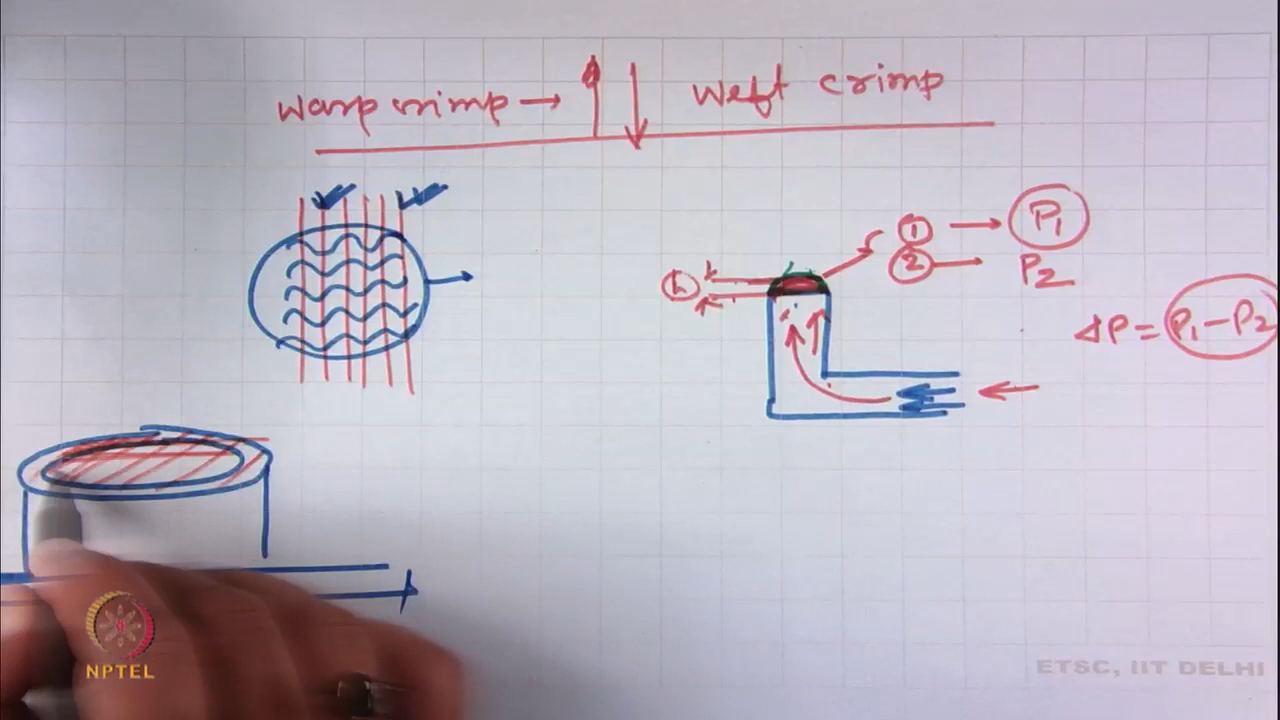 Warp crimp → ↑ ↓ Weft crimp
① → P₁
② → P₂
h
ΔP = P₁ - P₂
NPTEL
ETSC, IIT DELHI